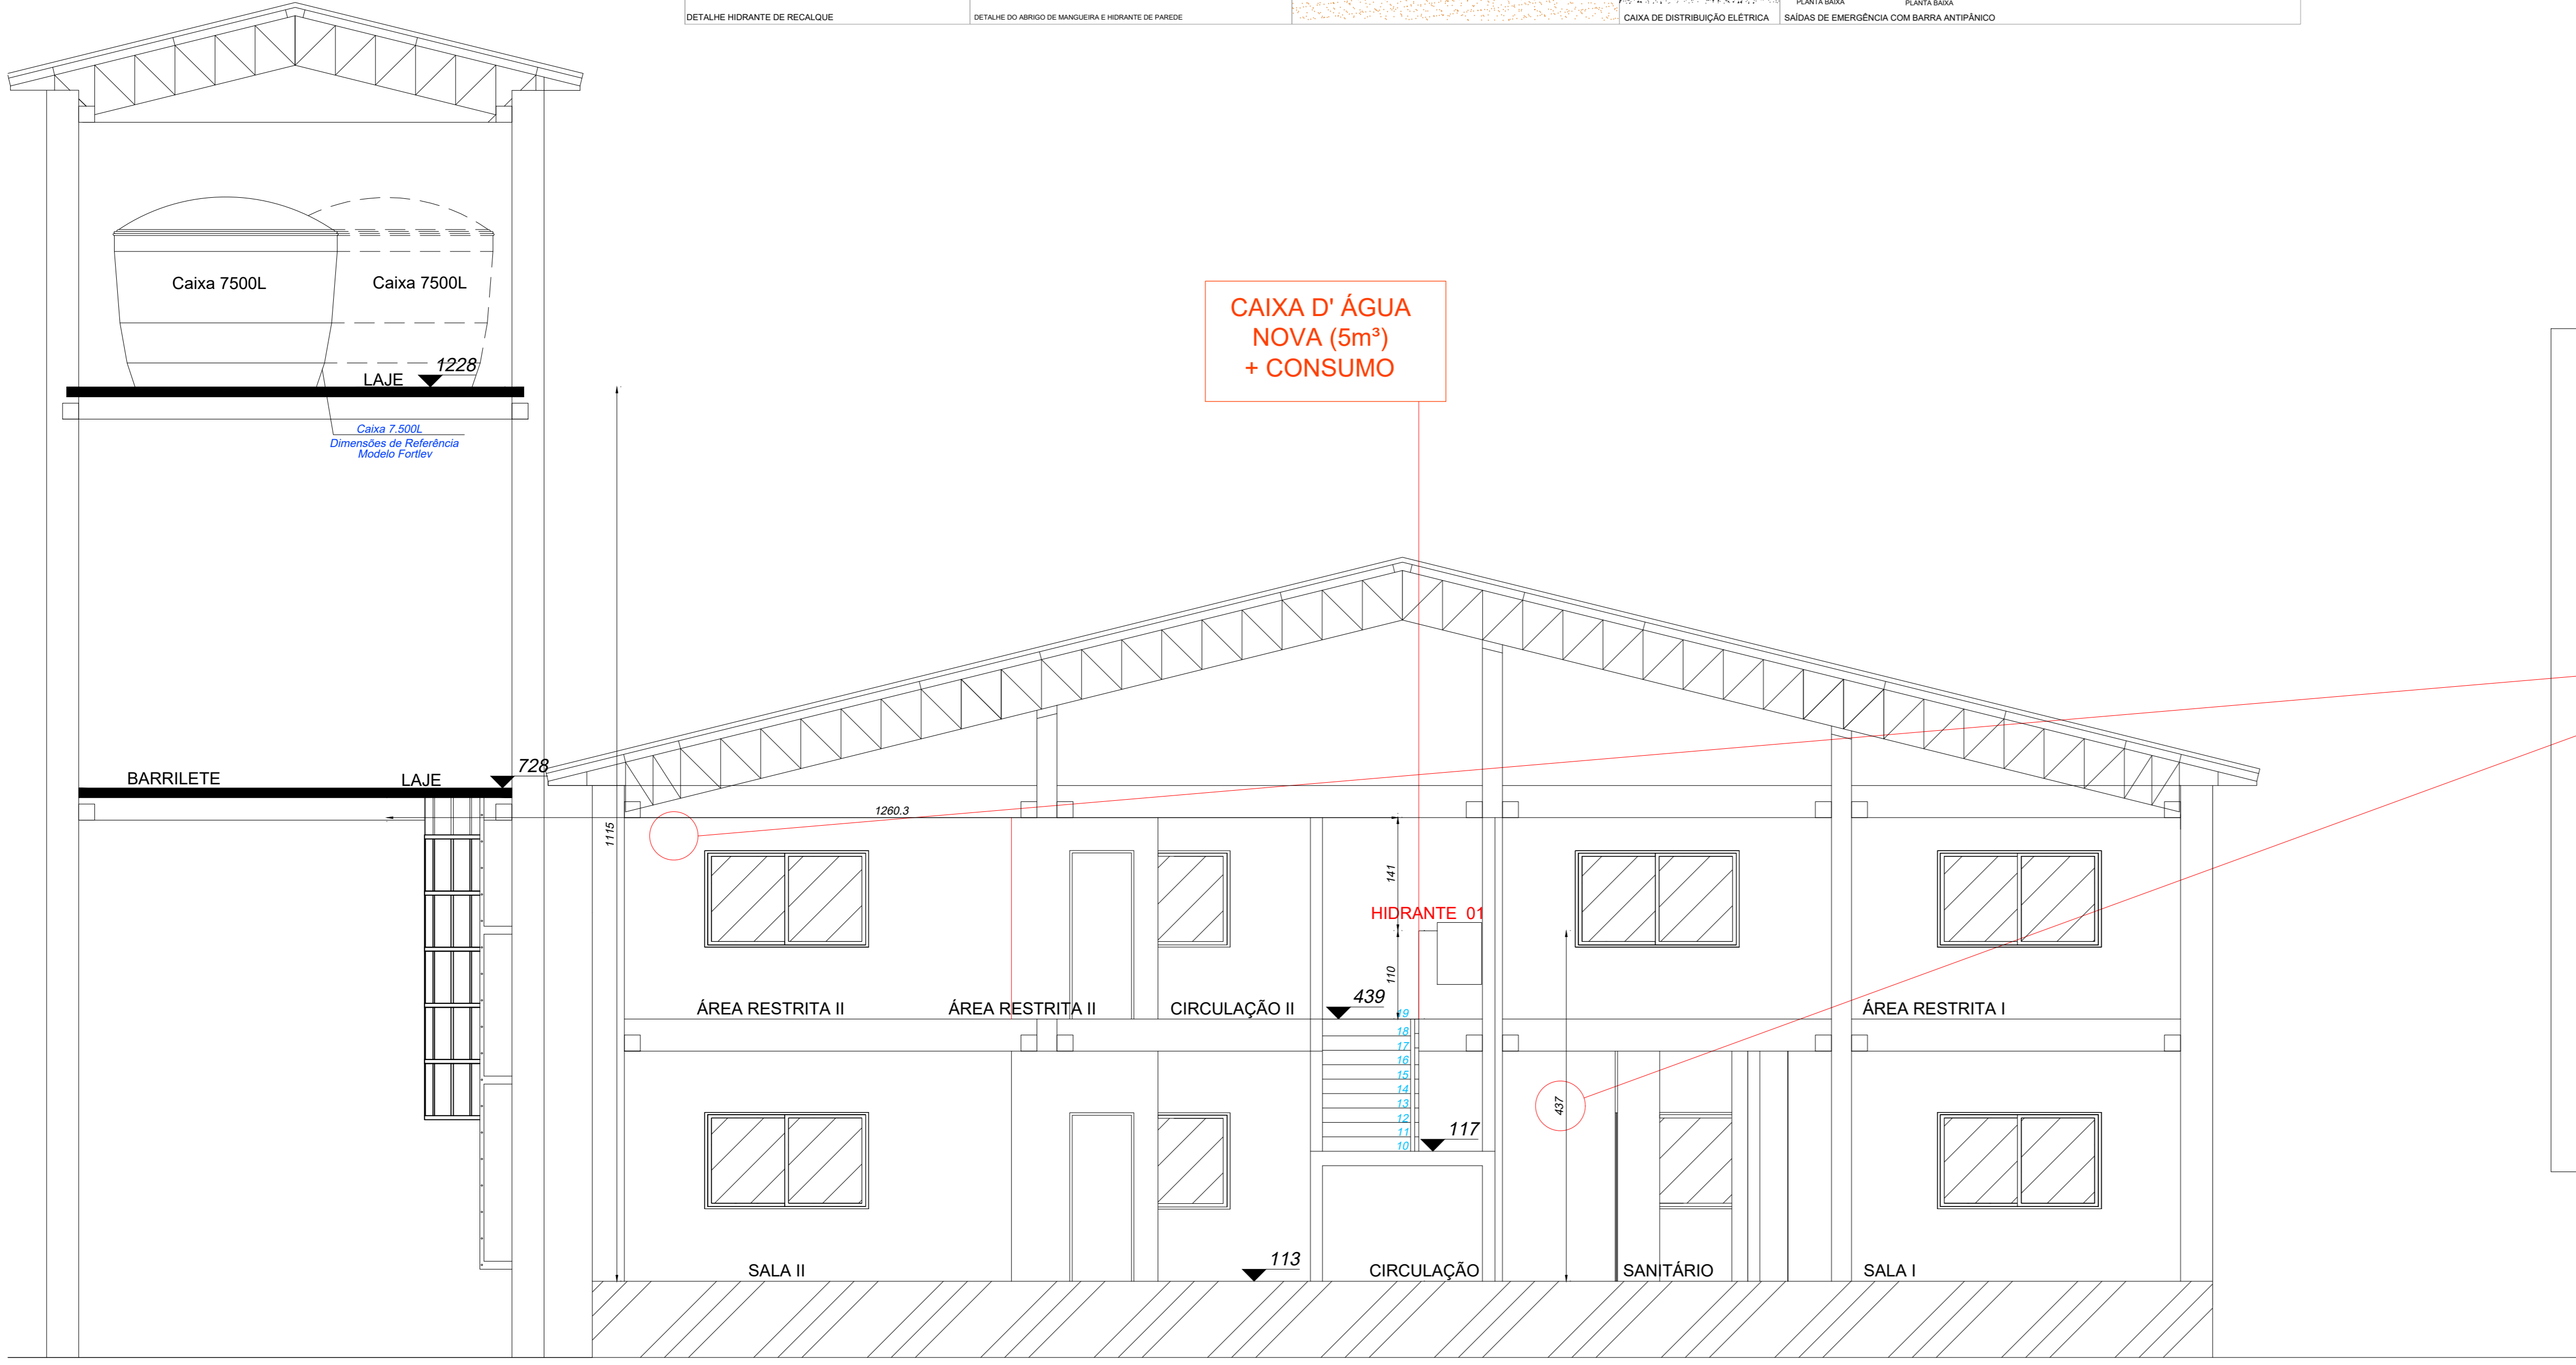 DETALHE HIDRANTE DE RECALQUE
DETALHE DO ABRIGO DE MANGUEIRA E HIDRANTE DE PAREDE
CAIXA DE DISTRIBUIÇÃO ELÉTRICA
PLANTA BAIXA
PLANTA BAIXA
SAÍDAS DE EMERGÊNCIA COM BARRA ANTIPÂNICO
Caixa 7500L
Caixa 7500L
LAJE
1228
Caixa 7.500L
Dimensões de Referência
Modelo Fortlev
CAIXA D' ÁGUA
NOVA (5m³)
+ CONSUMO
BARRILETE
LAJE
728
1115
1260.3
141
HIDRANTE 01
110
ÁREA RESTRITA II
ÁREA RESTRITA II
CIRCULAÇÃO II
439
ÁREA RESTRITA I
19
18
17
16
15
14
13
12
11
10
117
437
SALA II
113
CIRCULAÇÃO
SANITÁRIO
SALA I